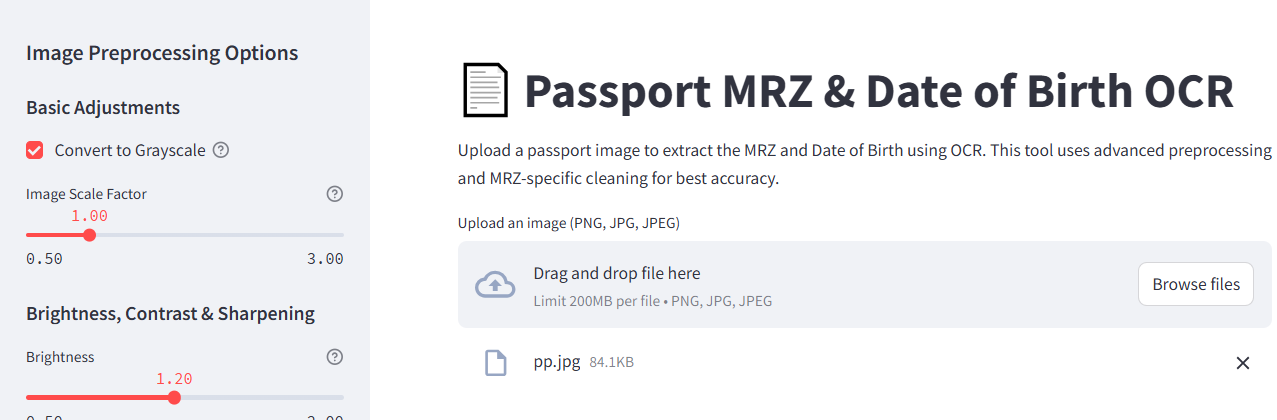 Image Preprocessing Options
Basic Adjustments
Convert to Grayscale
Image Scale Factor
1.00
0.50 3.00
Brightness, Contrast & Sharpening
Brightness
1.20
Passport MRZ & Date of Birth OCR
Upload a passport image to extract the MRZ and Date of Birth using OCR. This tool uses advanced preprocessing
and MRZ-specific cleaning for best accuracy.
Upload an image (PNG, JPG, JPEG)
Drag and drop file here
Limit 200MB per file • PNG, JPG, JPEG
Browse files
pp.jpg 84.1KB